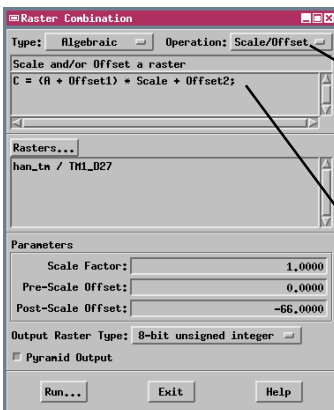 Raster Combination
Type: Algebraic Operation: Scale/Offset
Scale and/or Offset a raster
C = (A + Offset1) * Scale + Offset2;
Rasters...
han_tm / TM1_D27
Parameters
Scale Factor: 1.0000
Pre-Scale Offset: 0.0000
Post-Scale Offset: -66.0000
Output Raster Type: 8-bit unsigned integer
Pyramid Output
Run... Exit Help